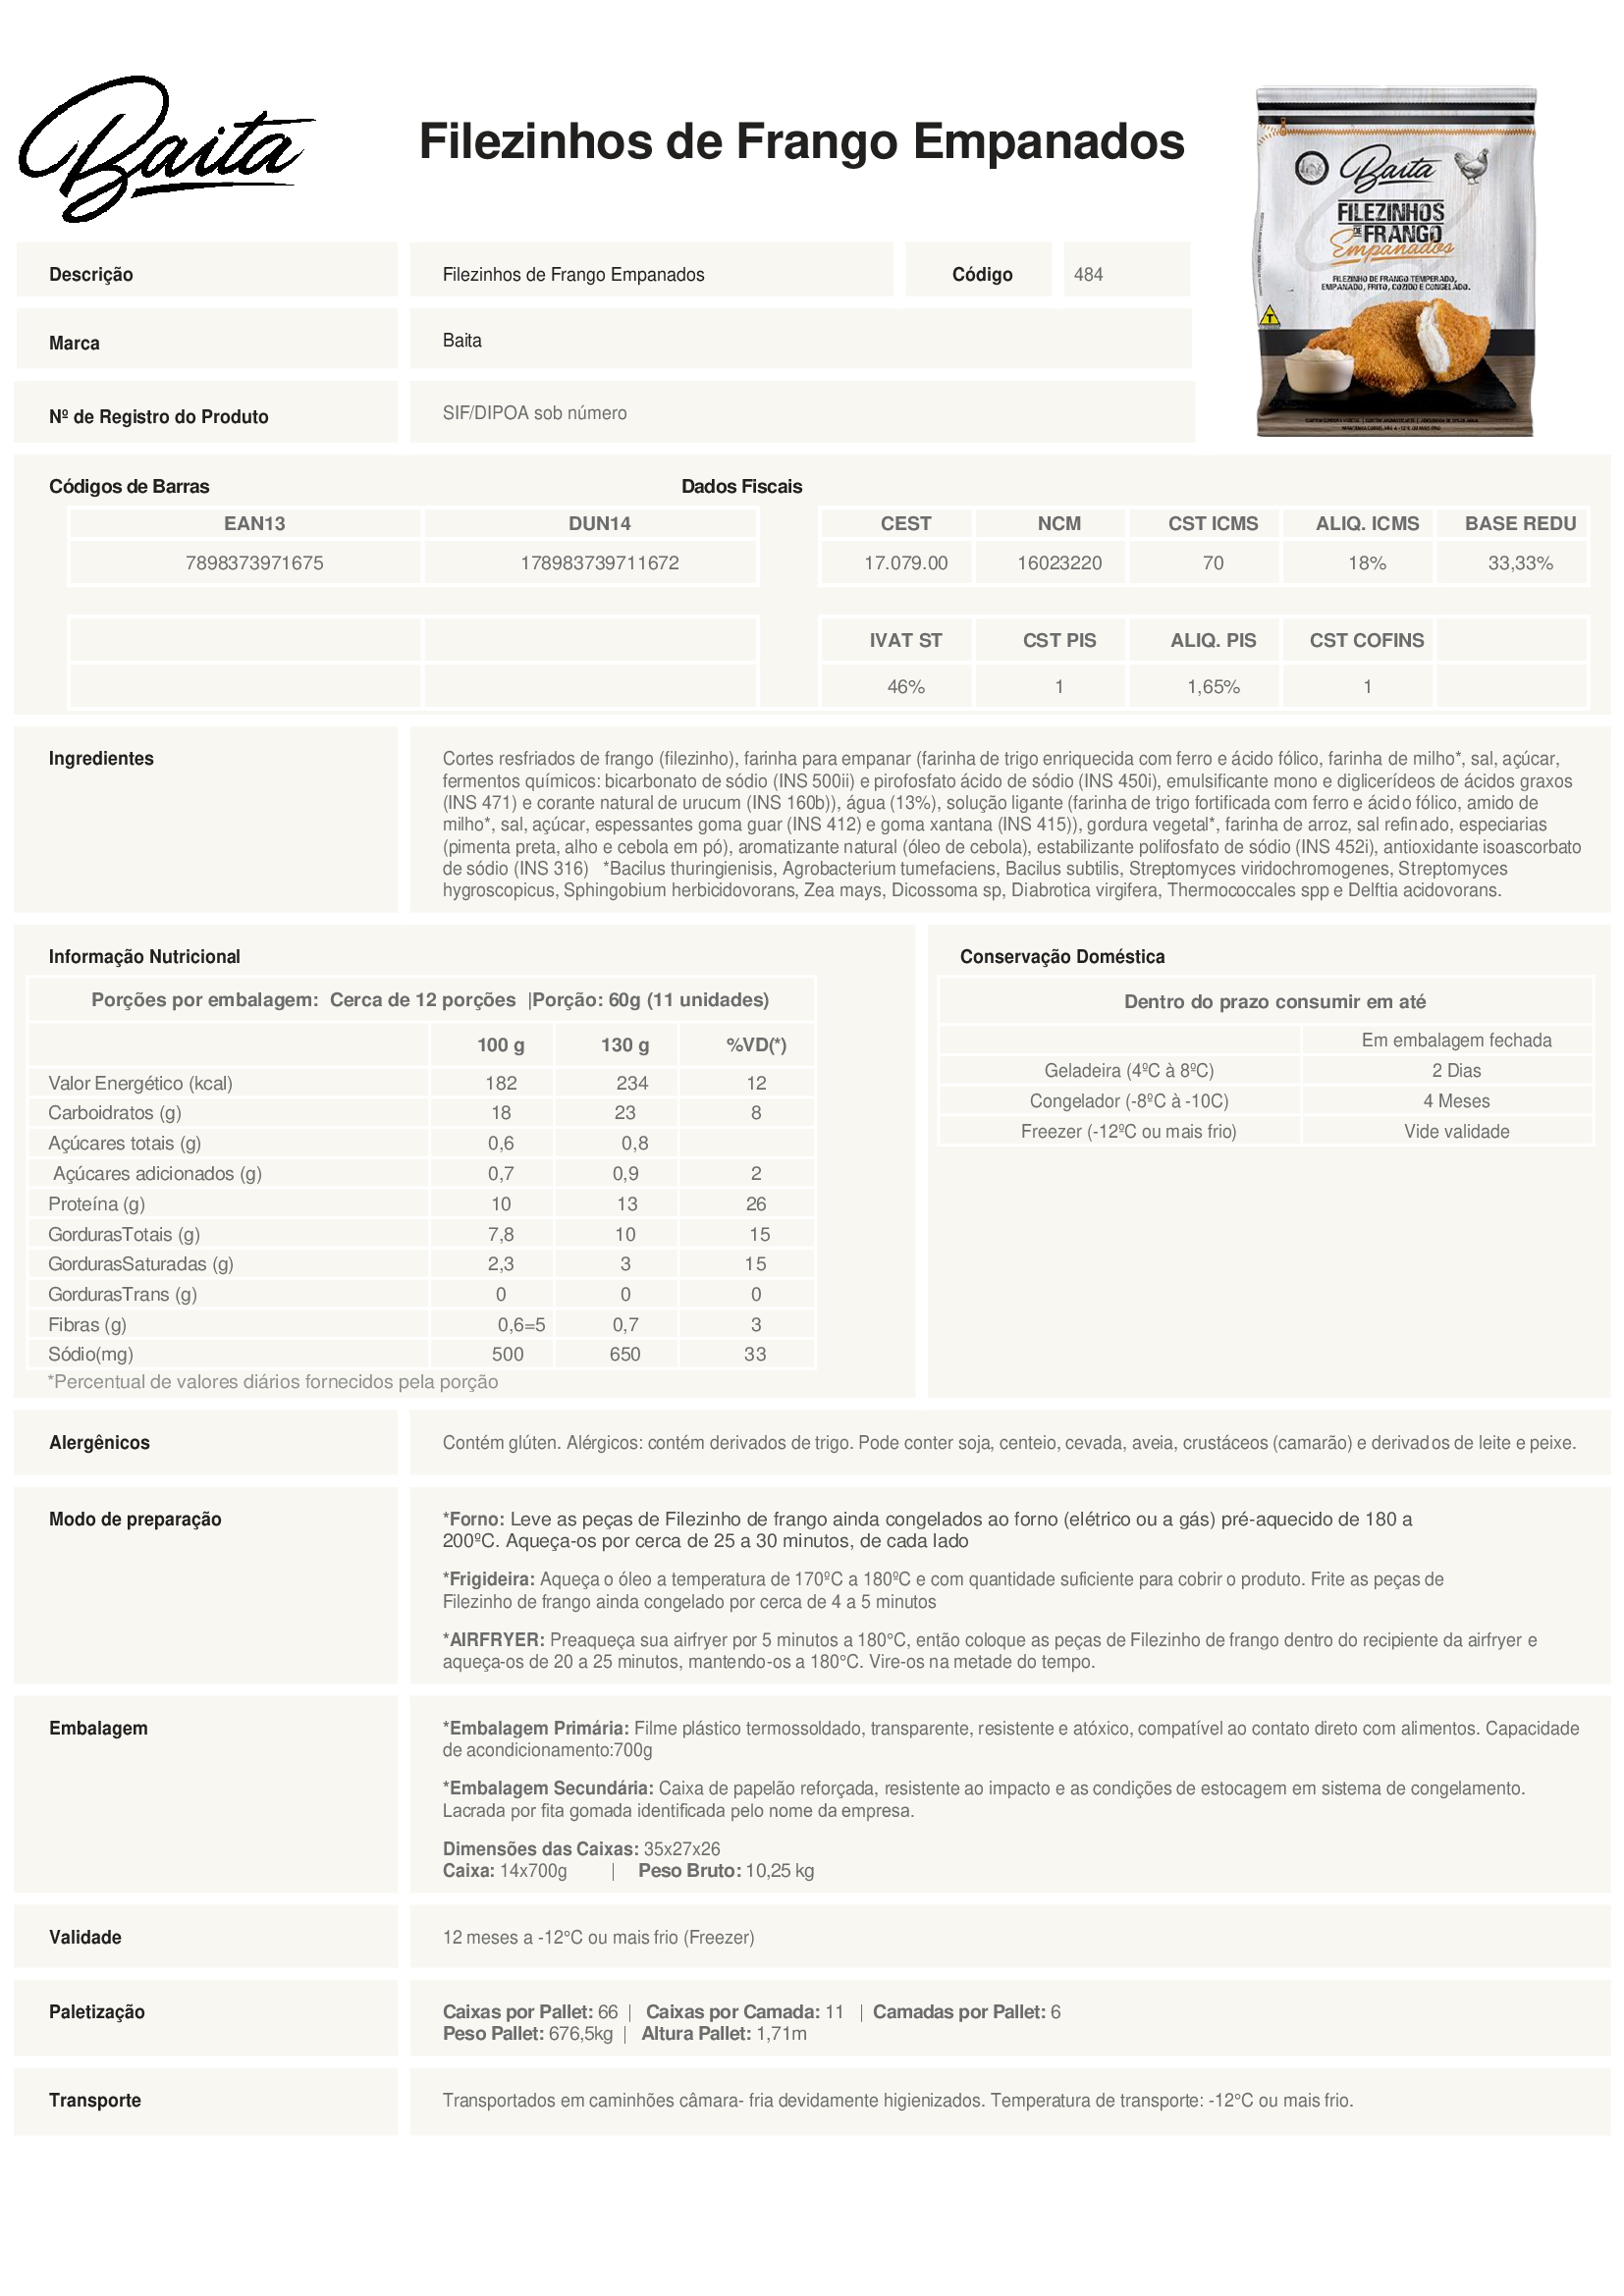 Baita
Filezinhos de Frango Empanados
Baita
FILEZINHOS
DE FRANGO
Empanados
FILEZINHO DE FRANGO TEMPERADO,
EMPANADO, FRITO, COZIDO E CONGELADO.
T
Descrição Filezinhos de Frango Empanados Código 484
Marca Baita
Nº de Registro do Produto SIF/DIPOA sob número
Códigos de Barras Dados Fiscais
EAN13 DUN14 CEST NCM CST ICMS ALIQ. ICMS BASE REDU
7898373971675 178983739711672 17.079.00 16023220 70 18% 33,33%
IVAT ST CST PIS ALIQ. PIS CST COFINS
46% 1 1,65% 1
Ingredientes
Cortes resfriados de frango (filezinho), farinha para empanar (farinha de trigo enriquecida com ferro e ácido fólico, farinha de milho*, sal, açúcar,
fermentos químicos: bicarbonato de sódio (INS 500ii) e pirofosfato ácido de sódio (INS 450i), emulsificante mono e diglicerídeos de ácidos graxos
(INS 471) e corante natural de urucum (INS 160b)), água (13%), solução ligante (farinha de trigo fortificada com ferro e ácido fólico, amido de
milho*, sal, açúcar, espessantes goma guar (INS 412) e goma xantana (INS 415)), gordura vegetal*, farinha de arroz, sal refinado, especiarias
(pimenta preta, alho e cebola em pó), aromatizante natural (óleo de cebola), estabilizante polifosfato de sódio (INS 452i), antioxidante isoascorbato
de sódio (INS 316) *Bacilus thuringienisis, Agrobacterium tumefaciens, Bacilus subtilis, Streptomyces viridochromogenes, Streptomyces
hygroscopicus, Sphingobium herbicidovorans, Zea mays, Dicossoma sp, Diabrotica virgifera, Thermococcales spp e Delftia acidovorans.
Informação Nutricional
Porções por embalagem: Cerca de 12 porções |Porção: 60g (11 unidades)
100 g 130 g %VD(*)
Valor Energético (kcal) 182 234 12
Carboidratos (g) 18 23 8
Açúcares totais (g) 0,6 0,8
Açúcares adicionados (g) 0,7 0,9 2
Proteína (g) 10 13 26
GordurasTotais (g) 7,8 10 15
GordurasSaturadas (g) 2,3 3 15
GordurasTrans (g) 0 0 0
Fibras (g) 0,6=5 0,7 3
Sódio(mg) 500 650 33
*Percentual de valores diários fornecidos pela porção
Conservação Doméstica
Dentro do prazo consumir em até
Em embalagem fechada
Geladeira (4ºC à 8ºC) 2 Dias
Congelador (-8ºC à -10C) 4 Meses
Freezer (-12ºC ou mais frio) Vide validade
Alergênicos
Contém glúten. Alérgicos: contém derivados de trigo. Pode conter soja, centeio, cevada, aveia, crustáceos (camarão) e derivados de leite e peixe.
Modo de preparação
*Forno: Leve as peças de Filezinho de frango ainda congelados ao forno (elétrico ou a gás) pré-aquecido de 180 a
200ºC. Aqueça-os por cerca de 25 a 30 minutos, de cada lado
*Frigideira: Aqueça o óleo a temperatura de 170ºC a 180ºC e com quantidade suficiente para cobrir o produto. Frite as peças de
Filezinho de frango ainda congelado por cerca de 4 a 5 minutos
*AIRFRYER: Preaqueça sua airfryer por 5 minutos a 180°C, então coloque as peças de Filezinho de frango dentro do recipiente da airfryer e
aqueça-os de 20 a 25 minutos, mantendo-os a 180°C. Vire-os na metade do tempo.
Embalagem
*Embalagem Primária: Filme plástico termossoldado, transparente, resistente e atóxico, compatível ao contato direto com alimentos. Capacidade
de acondicionamento:700g
*Embalagem Secundária: Caixa de papelão reforçada, resistente ao impacto e as condições de estocagem em sistema de congelamento.
Lacrada por fita gomada identificada pelo nome da empresa.
Dimensões das Caixas: 35x27x26
Caixa: 14x700g | Peso Bruto: 10,25 kg
Validade 12 meses a -12°C ou mais frio (Freezer)
Paletização
Caixas por Pallet: 66 | Caixas por Camada: 11 | Camadas por Pallet: 6
Peso Pallet: 676,5kg | Altura Pallet: 1,71m
Transporte Transportados em caminhões câmara- fria devidamente higienizados. Temperatura de transporte: -12°C ou mais frio.